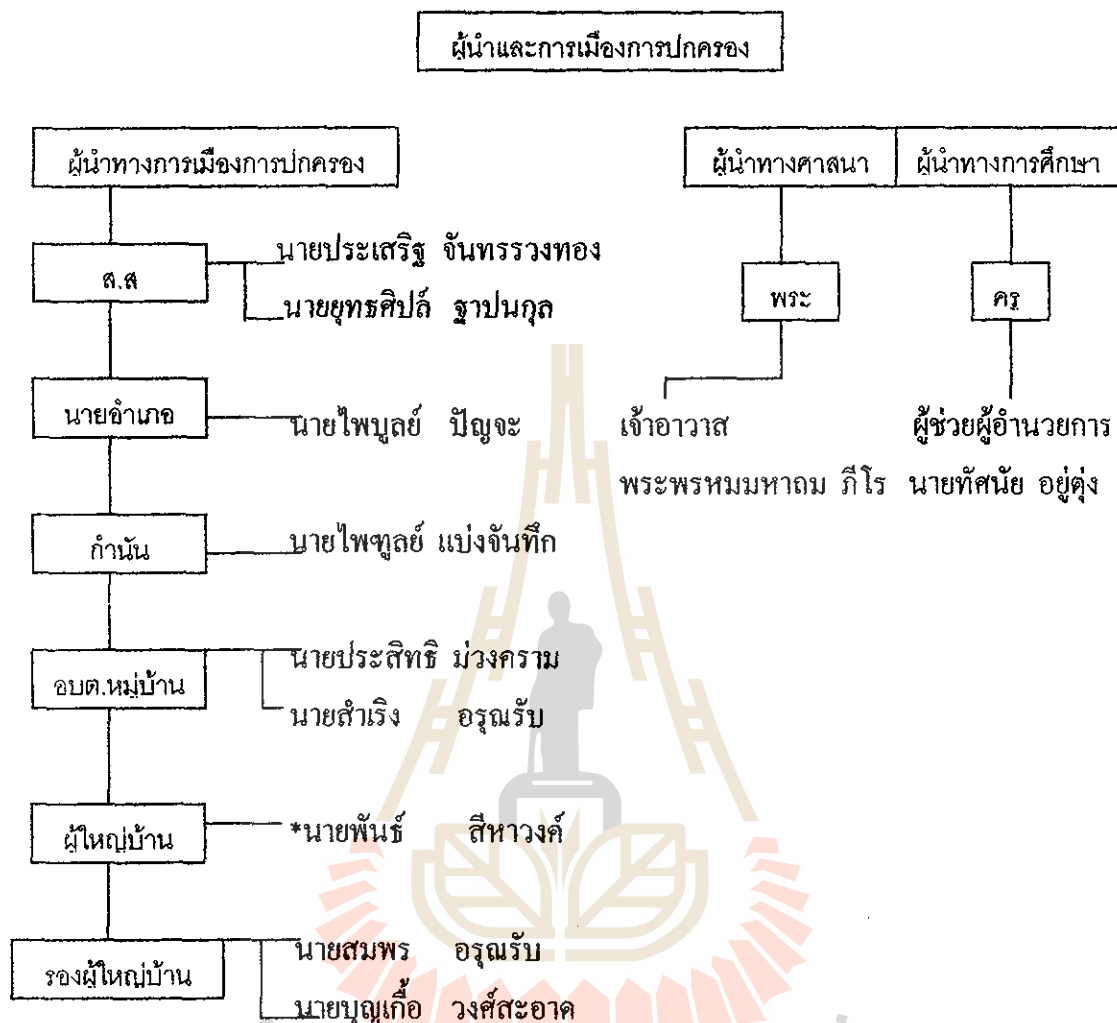 ผู้นำและการเมืองการปกครอง
ผู้นำทางการเมืองการปกครอง
ส.ส
นายประเสริฐ จันทรรวงทอง
นายยุทธศิปล์ ฐาปนกุล
นายอำเภอ
นายไพบูลย์ ปัญจะ
กำนัน
นายไพฑูลย์ แบ่งจันทึก
อบต.หมู่บ้าน
นายประสิทธิ ม่วงคราม
นายสำเริง อรุณรับ
ผู้ใหญ่บ้าน
*นายพันธ์ สีหาวงค์
รองผู้ใหญ่บ้าน
นายสมพร อรุณรับ
นายบุญเกื้อ วงศ์สะอาด
ผู้นำทางศาสนา
พระ
เจ้าอาวาส
พระพรหมมหาถม ภีโร
ผู้นำทางการศึกษา
ครู
ผู้ช่วยผู้อำนวยการ
นายทัศนัย อยู่ตุ่ง